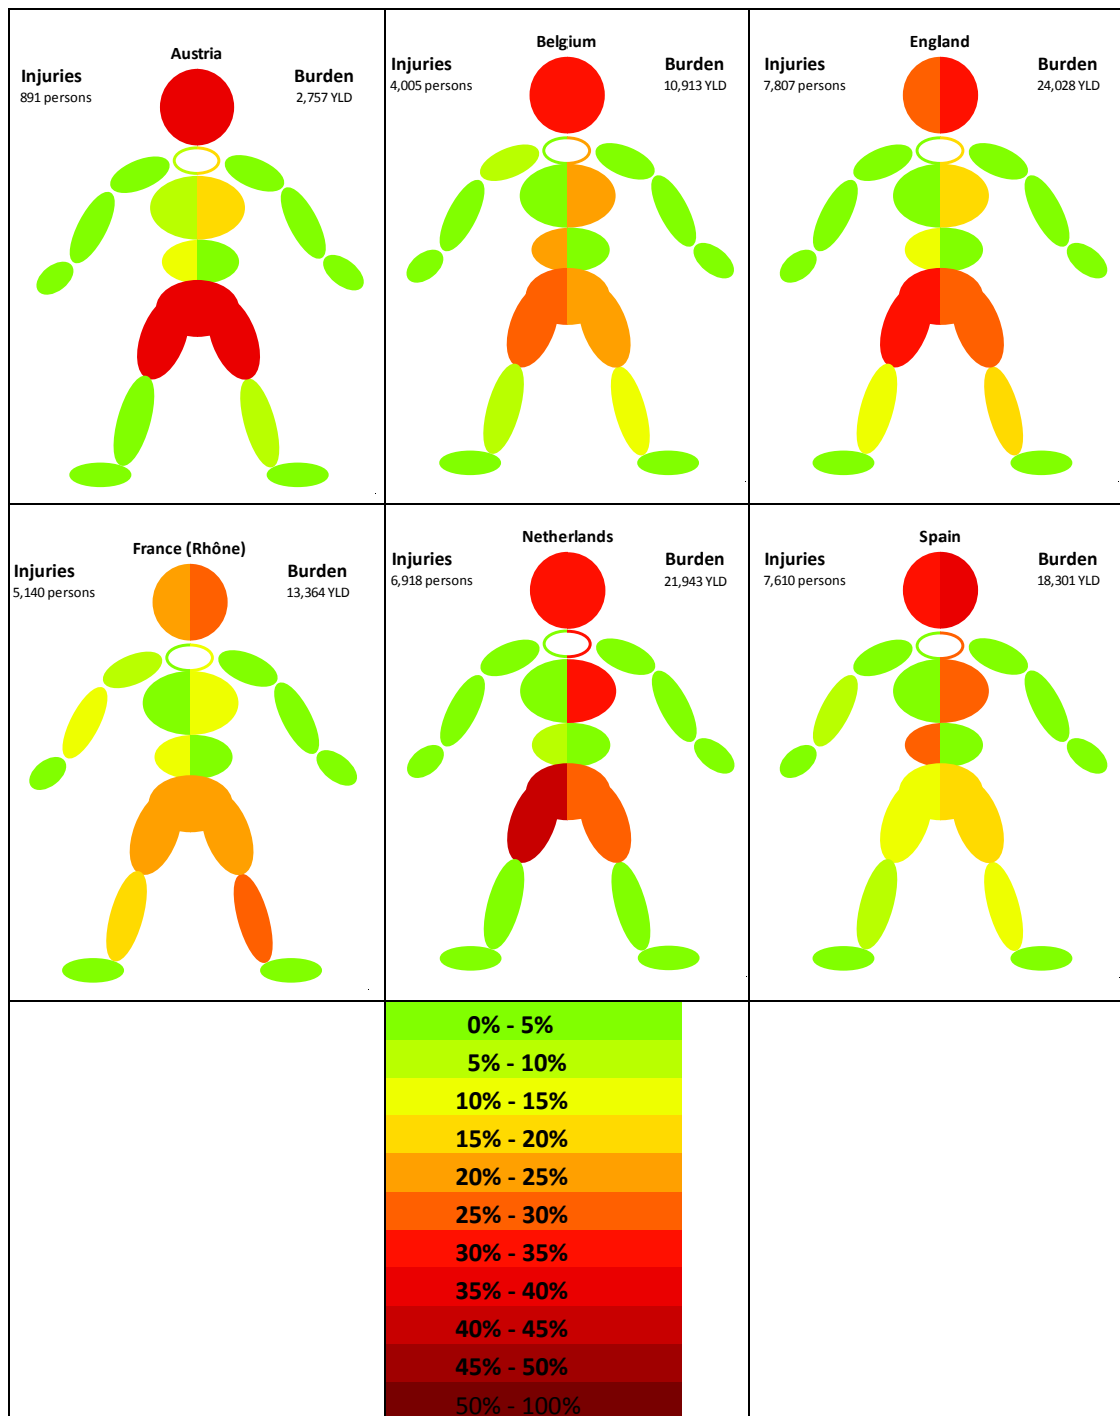 Austria
Injuries
Burden
891 persons
2,757 YLD
Belgium
Injuries
Burden
4,005 persons
10,913 YLD
England
Injuries
Burden
7,807 persons
24,028 YLD
France (Rhône)
Injuries
Burden
5,140 persons
13,364 YLD
Netherlands
Injuries
Burden
6,918 persons
21,943 YLD
Spain
Injuries
Burden
7,610 persons
18,301 YLD
0% - 5%
5% - 10%
10% - 15%
15% - 20%
20% - 25%
25% - 30%
30% - 35%
35% - 40%
40% - 45%
45% - 50%
50% - 100%